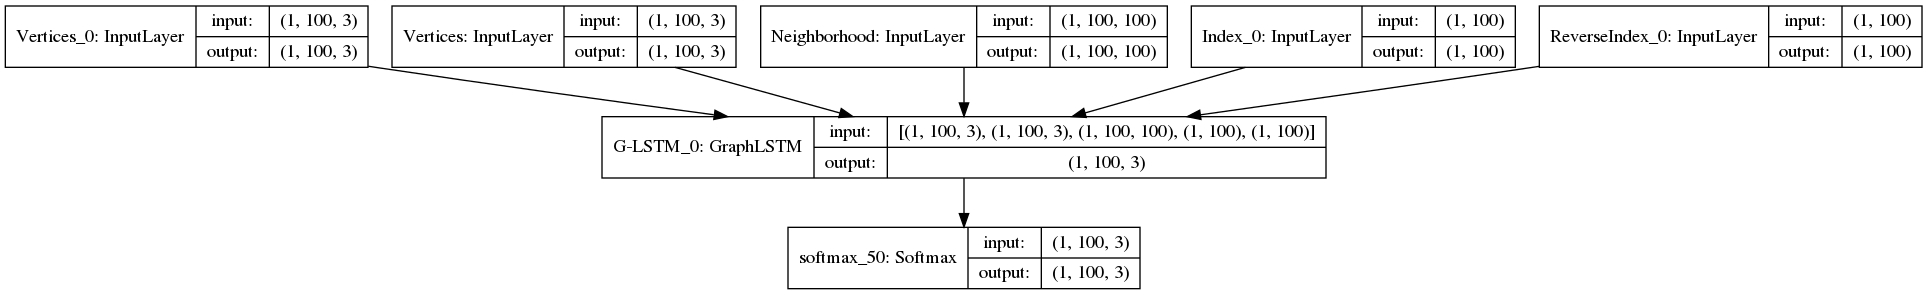 Vertices_0: InputLayer input: (1, 100, 3) output: (1, 100, 3)
Vertices: InputLayer input: (1, 100, 3) output: (1, 100, 3)
Neighborhood: InputLayer input: (1, 100, 100) output: (1, 100, 100)
Index_0: InputLayer input: (1, 100) output: (1, 100)
ReverseIndex_0: InputLayer input: (1, 100) output: (1, 100)
G-LSTM_0: GraphLSTM input: [(1, 100, 3), (1, 100, 3), (1, 100, 100), (1, 100), (1, 100)] output: (1, 100, 3)
softmax_50: Softmax input: (1, 100, 3) output: (1, 100, 3)